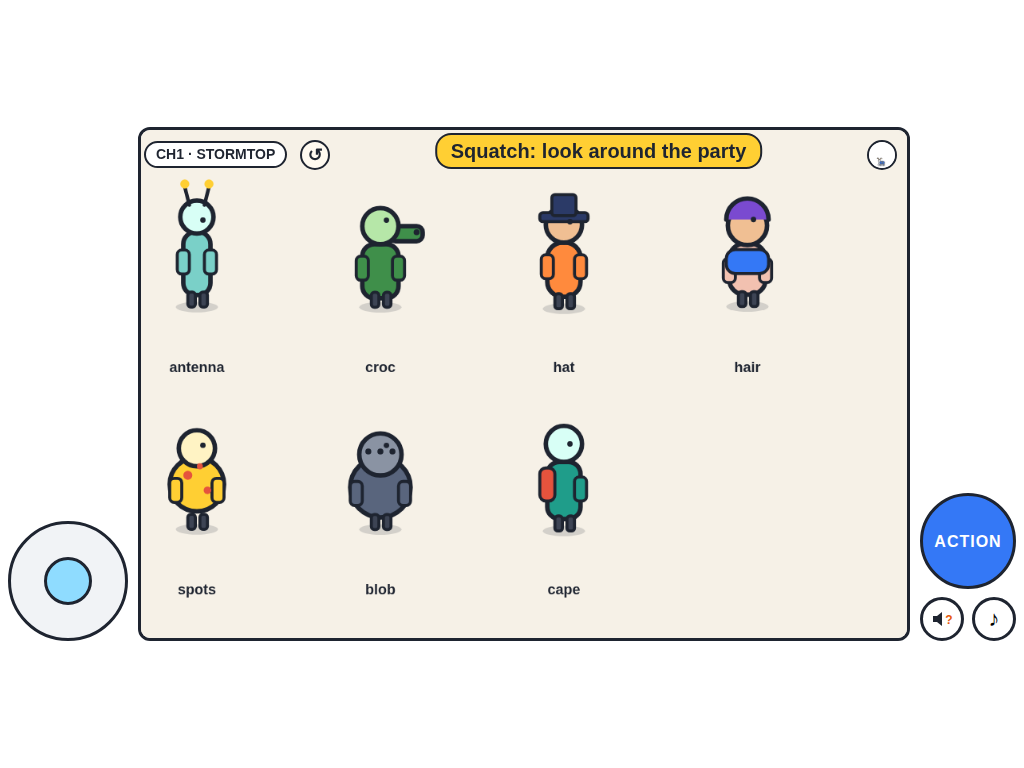 CH1 · STORMTOP
↺
Squatch: look around the party
antenna
croc
hat
hair
spots
blob
cape
ACTION
?
♪